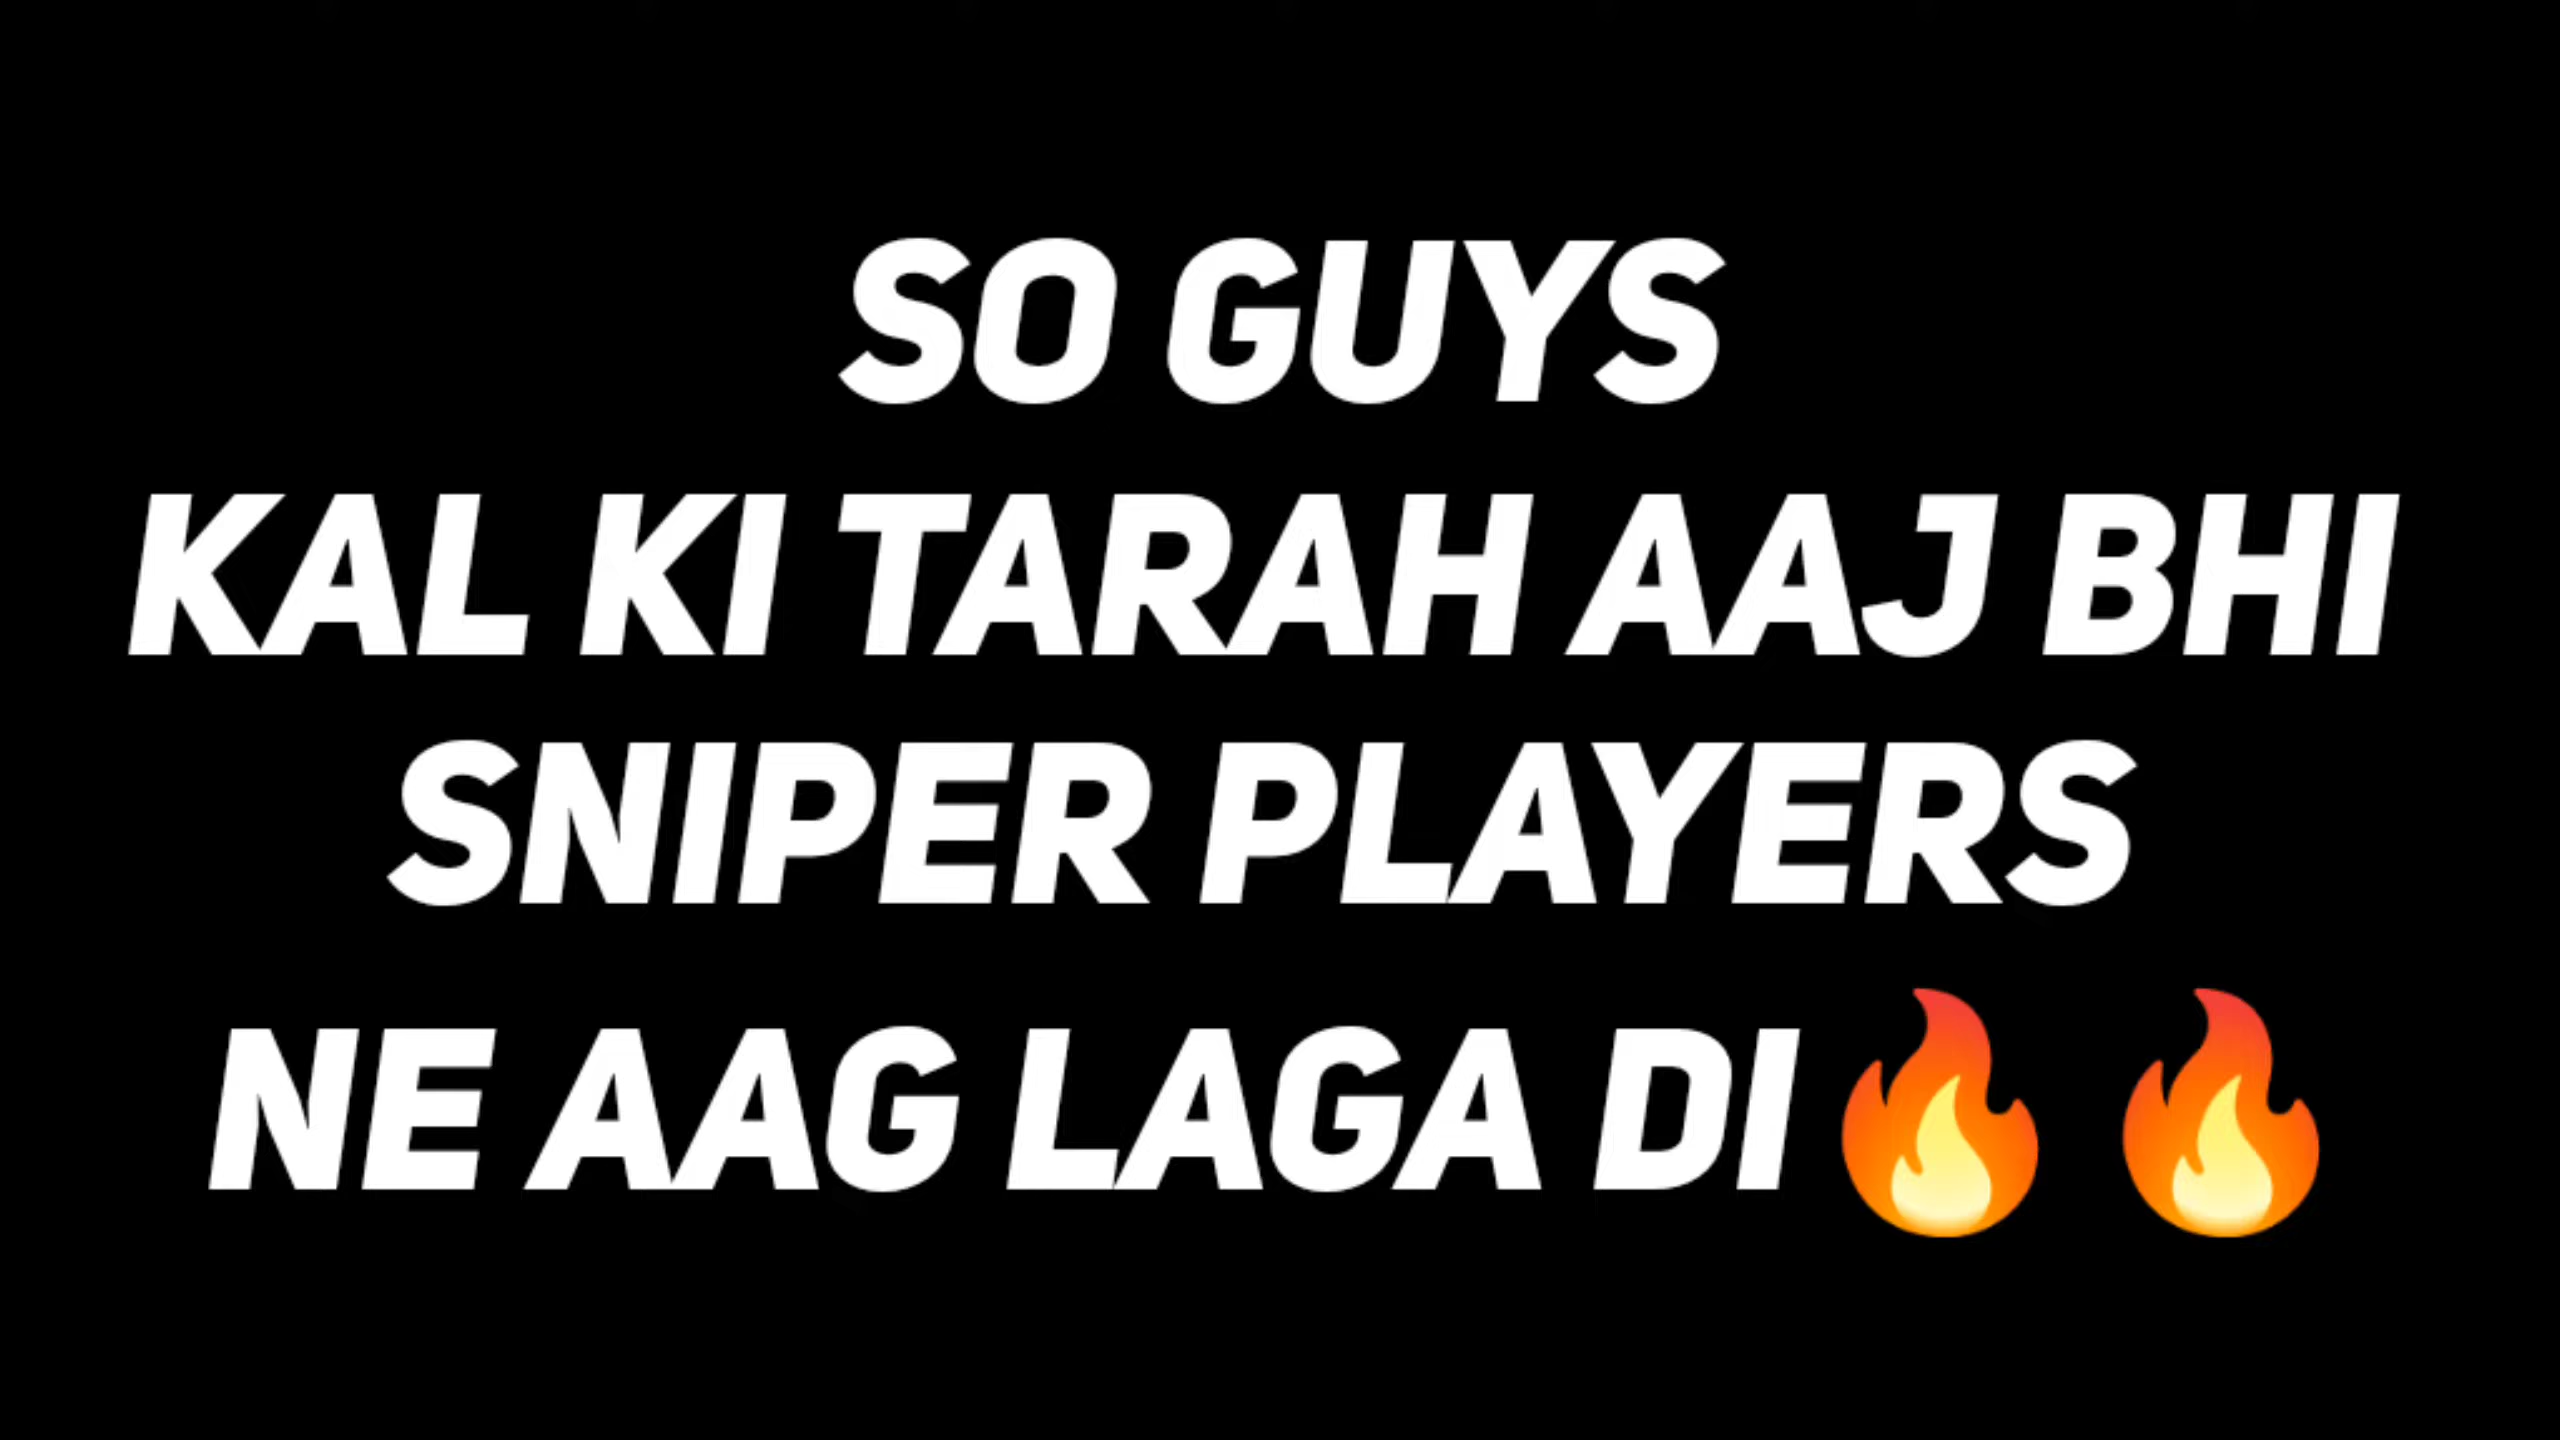 SO GUYS
KAL KI TARAH AAJ BHI
SNIPER PLAYERS
NE AAG LAGA DI🔥🔥